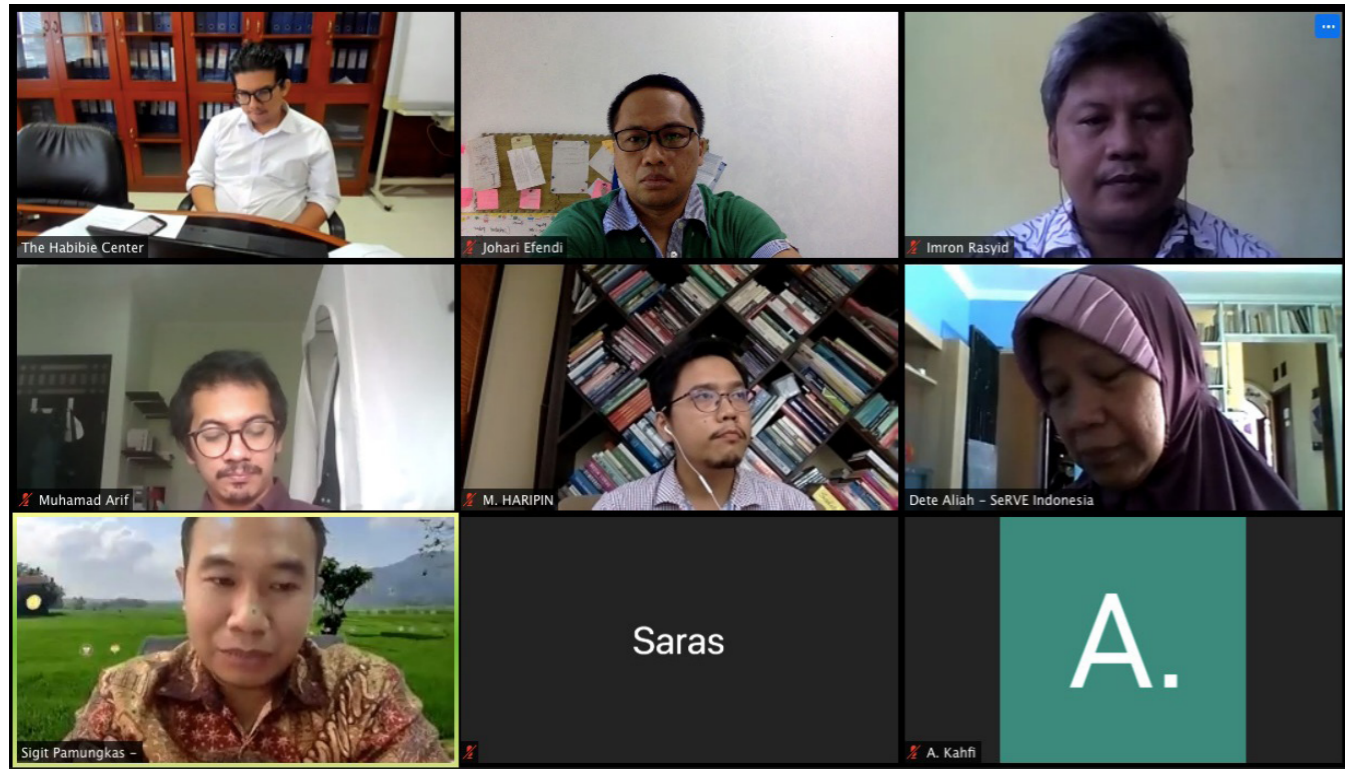 The Habibie Center
Johari Efendi
Imron Rasyid
Muhamad Arif
M. HARIPIN
Dete Aliah – SeRVE Indonesia
Sigit Pamungkas –
Saras
A.
A. Kahfi